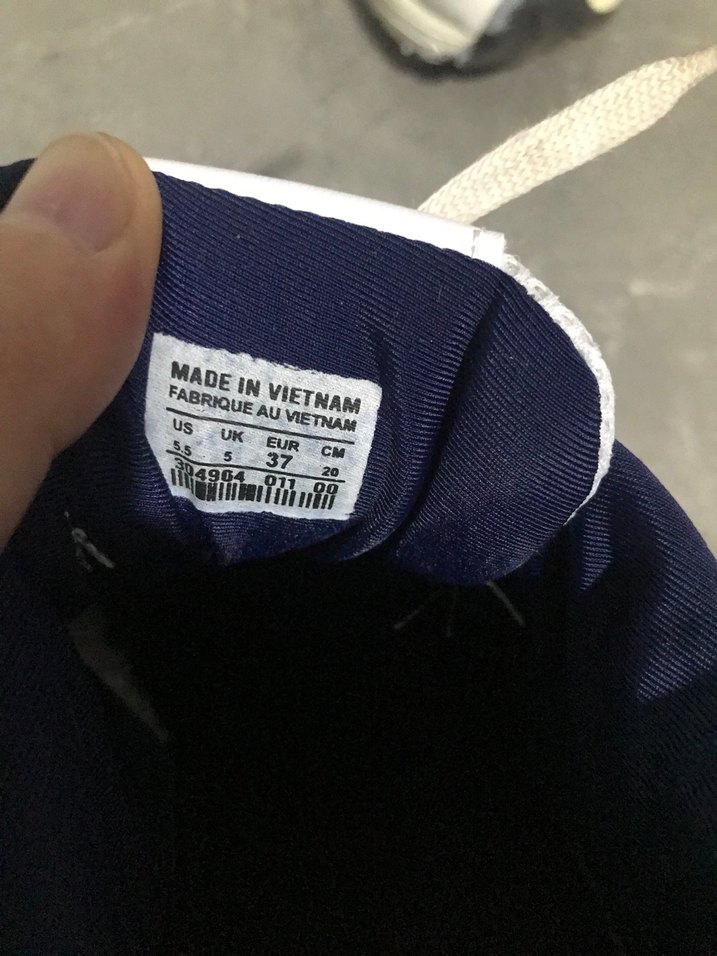 MADE IN VIETNAM
FABRIQUE AU VIETNAM
US UK EUR CM
5.5 5 37 20
304904 011 00